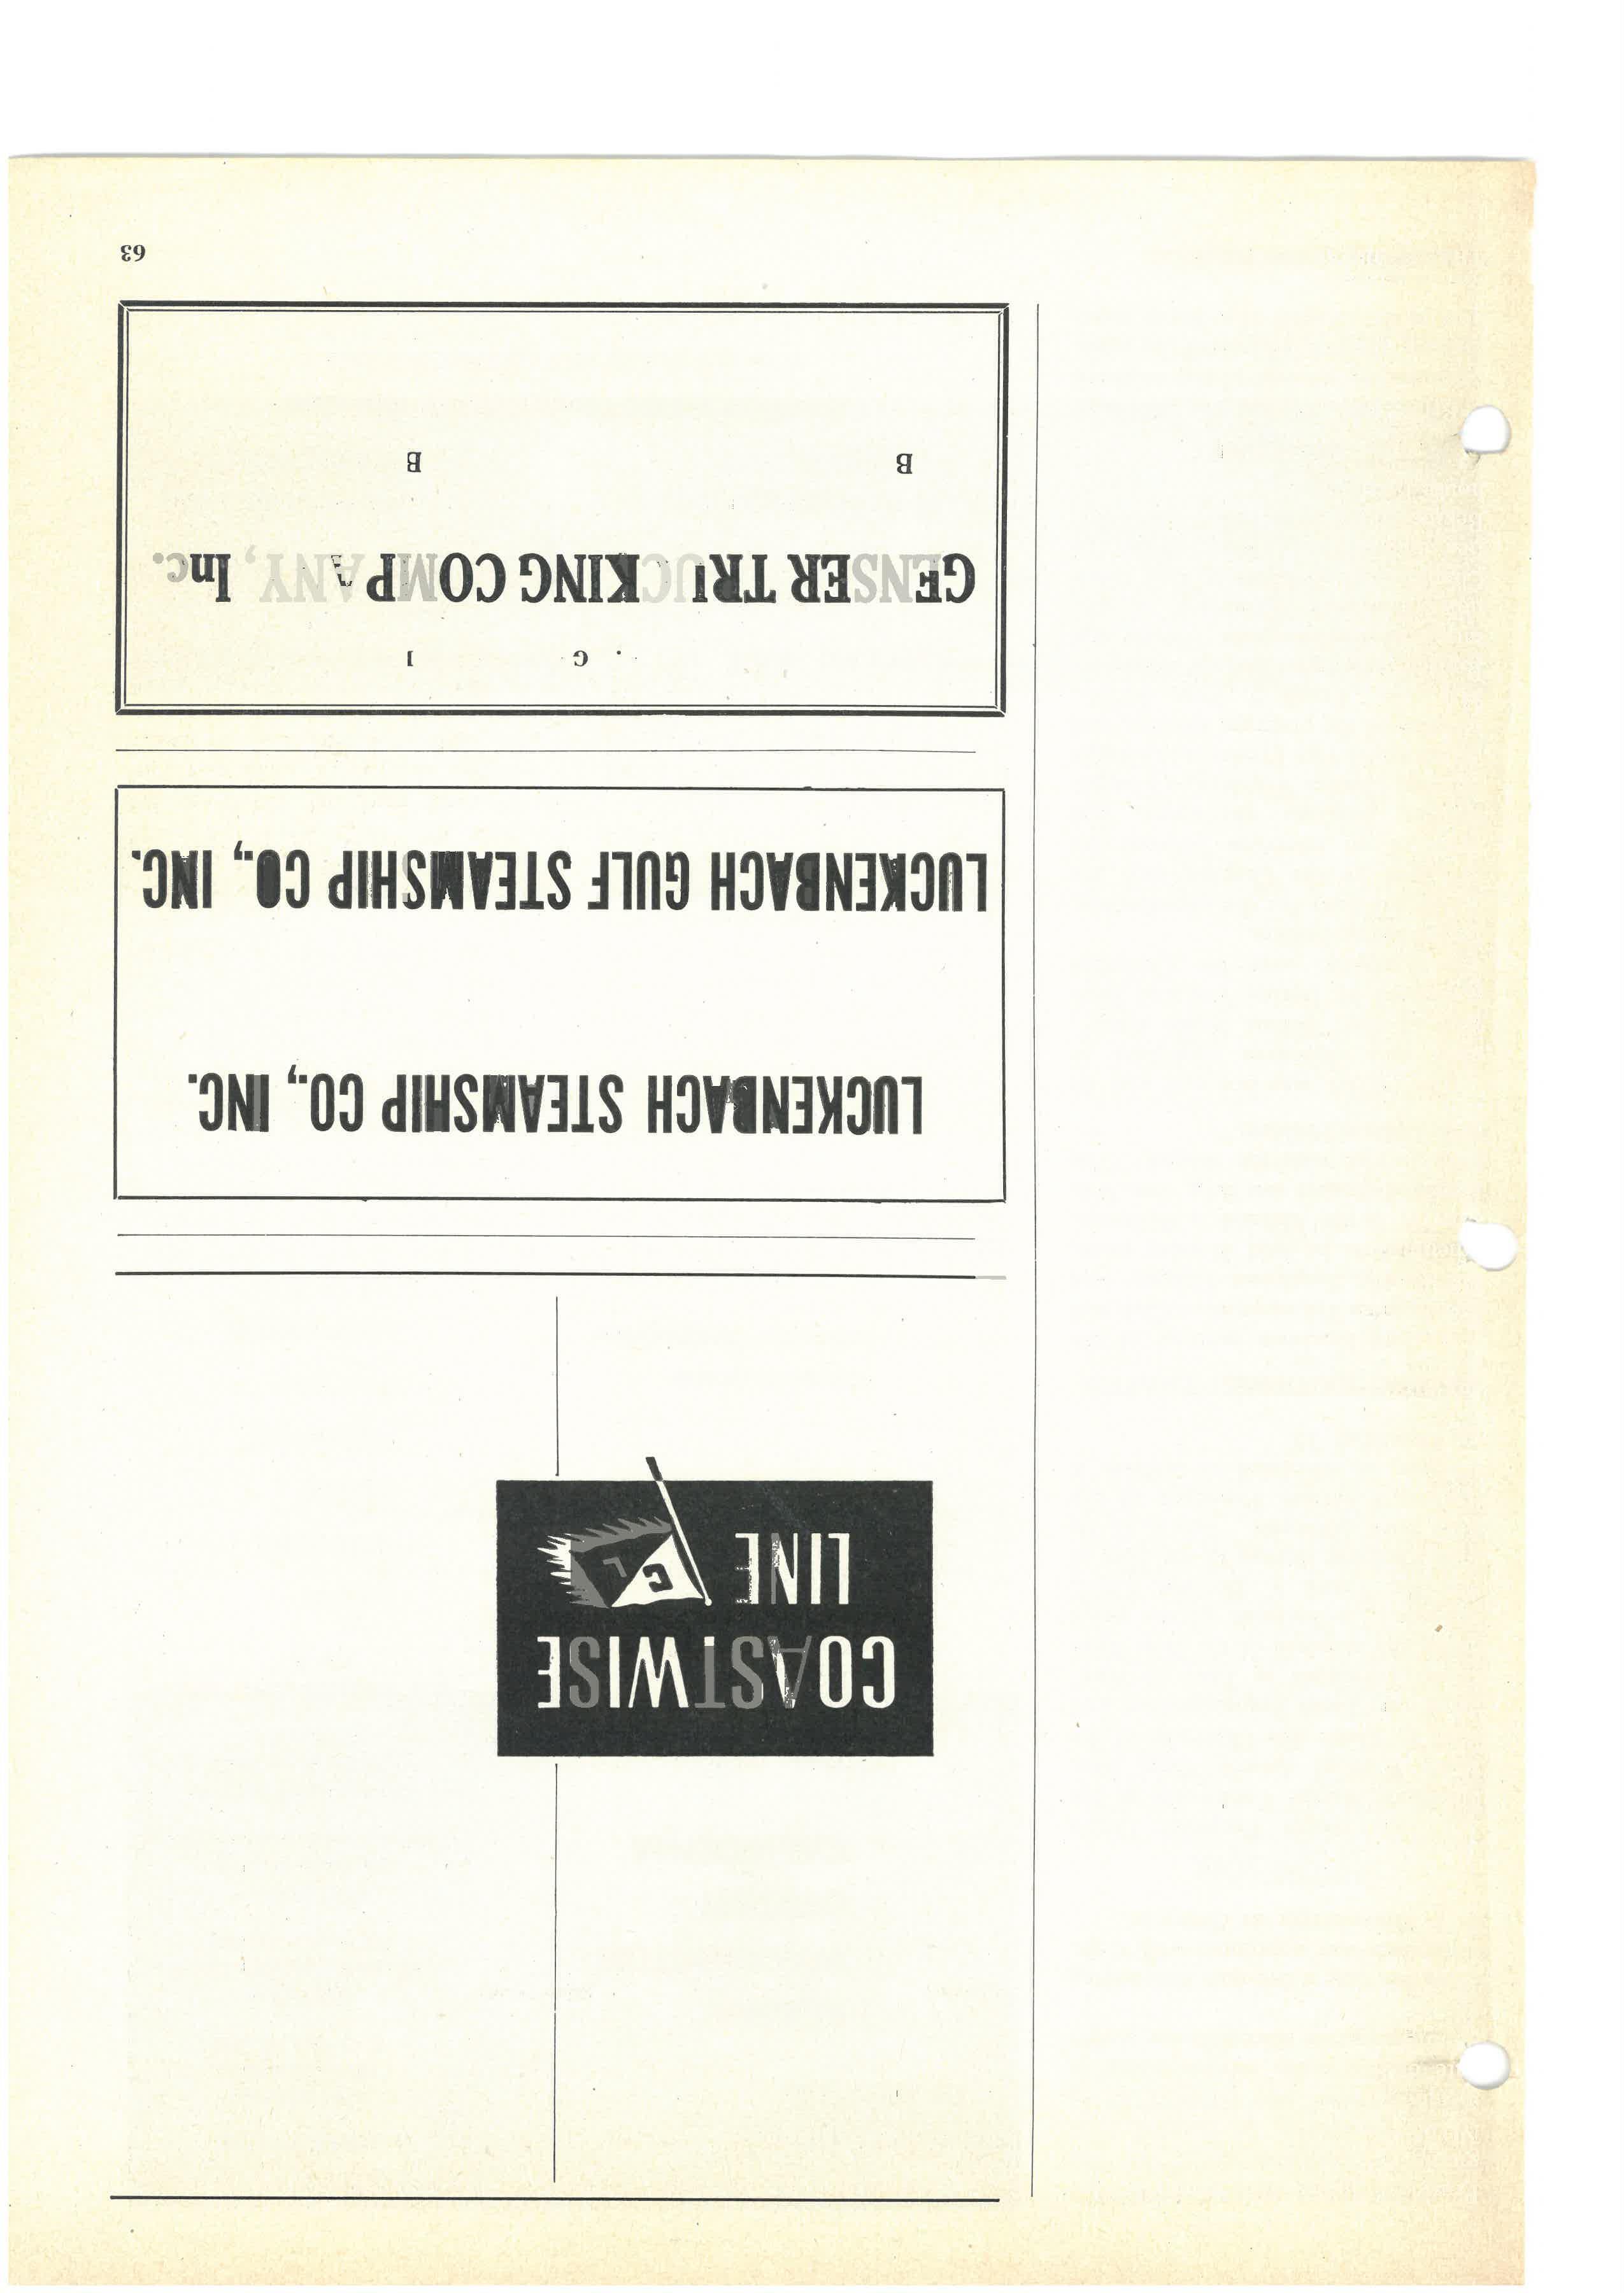 COASTWISE
LINE
C L
LUCKENBACH STEAMSHIP CO., INC.
LUCKENBACH GULF STEAMSHIP CO., INC.
G
GENSER TRUCKING COMPANY, Inc.
B B
63